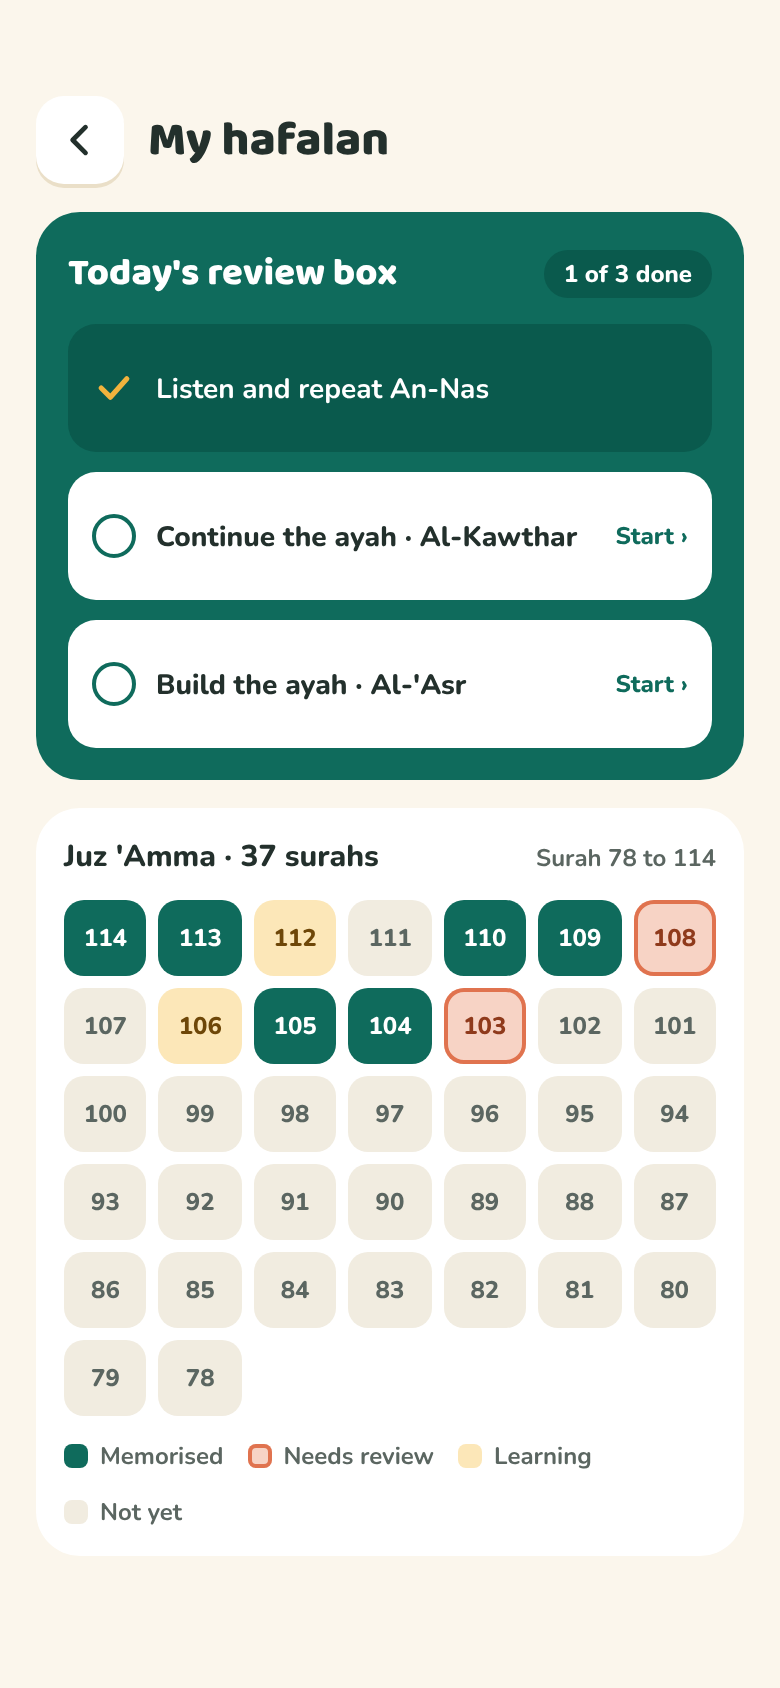 My hafalan
Today's review box
1 of 3 done
Listen and repeat An-Nas
Continue the ayah · Al-Kawthar
Start ›
Build the ayah · Al-'Asr
Start ›
Juz 'Amma · 37 surahs
Surah 78 to 114
114 113 112 111 110 109 108
107 106 105 104 103 102 101
100 99 98 97 96 95 94
93 92 91 90 89 88 87
86 85 84 83 82 81 80
79 78
Memorised Needs review Learning
Not yet